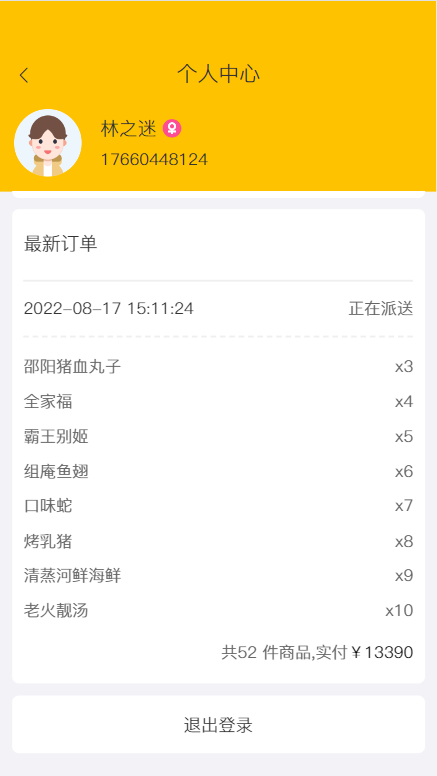 个人中心
林之迷
17660448124
最新订单
2022-08-17 15:11:24 正在派送
邵阳猪血丸子 x3
全家福 x4
霸王别姬 x5
组庵鱼翅 x6
口味蛇 x7
烤乳猪 x8
清蒸河鲜海鲜 x9
老火靓汤 x10
共52 件商品,实付￥13390
退出登录